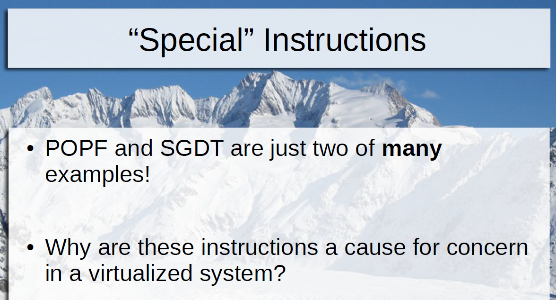 “Special” Instructions
• POPF and SGDT are just two of many
examples!
• Why are these instructions a cause for concern
in a virtualized system?